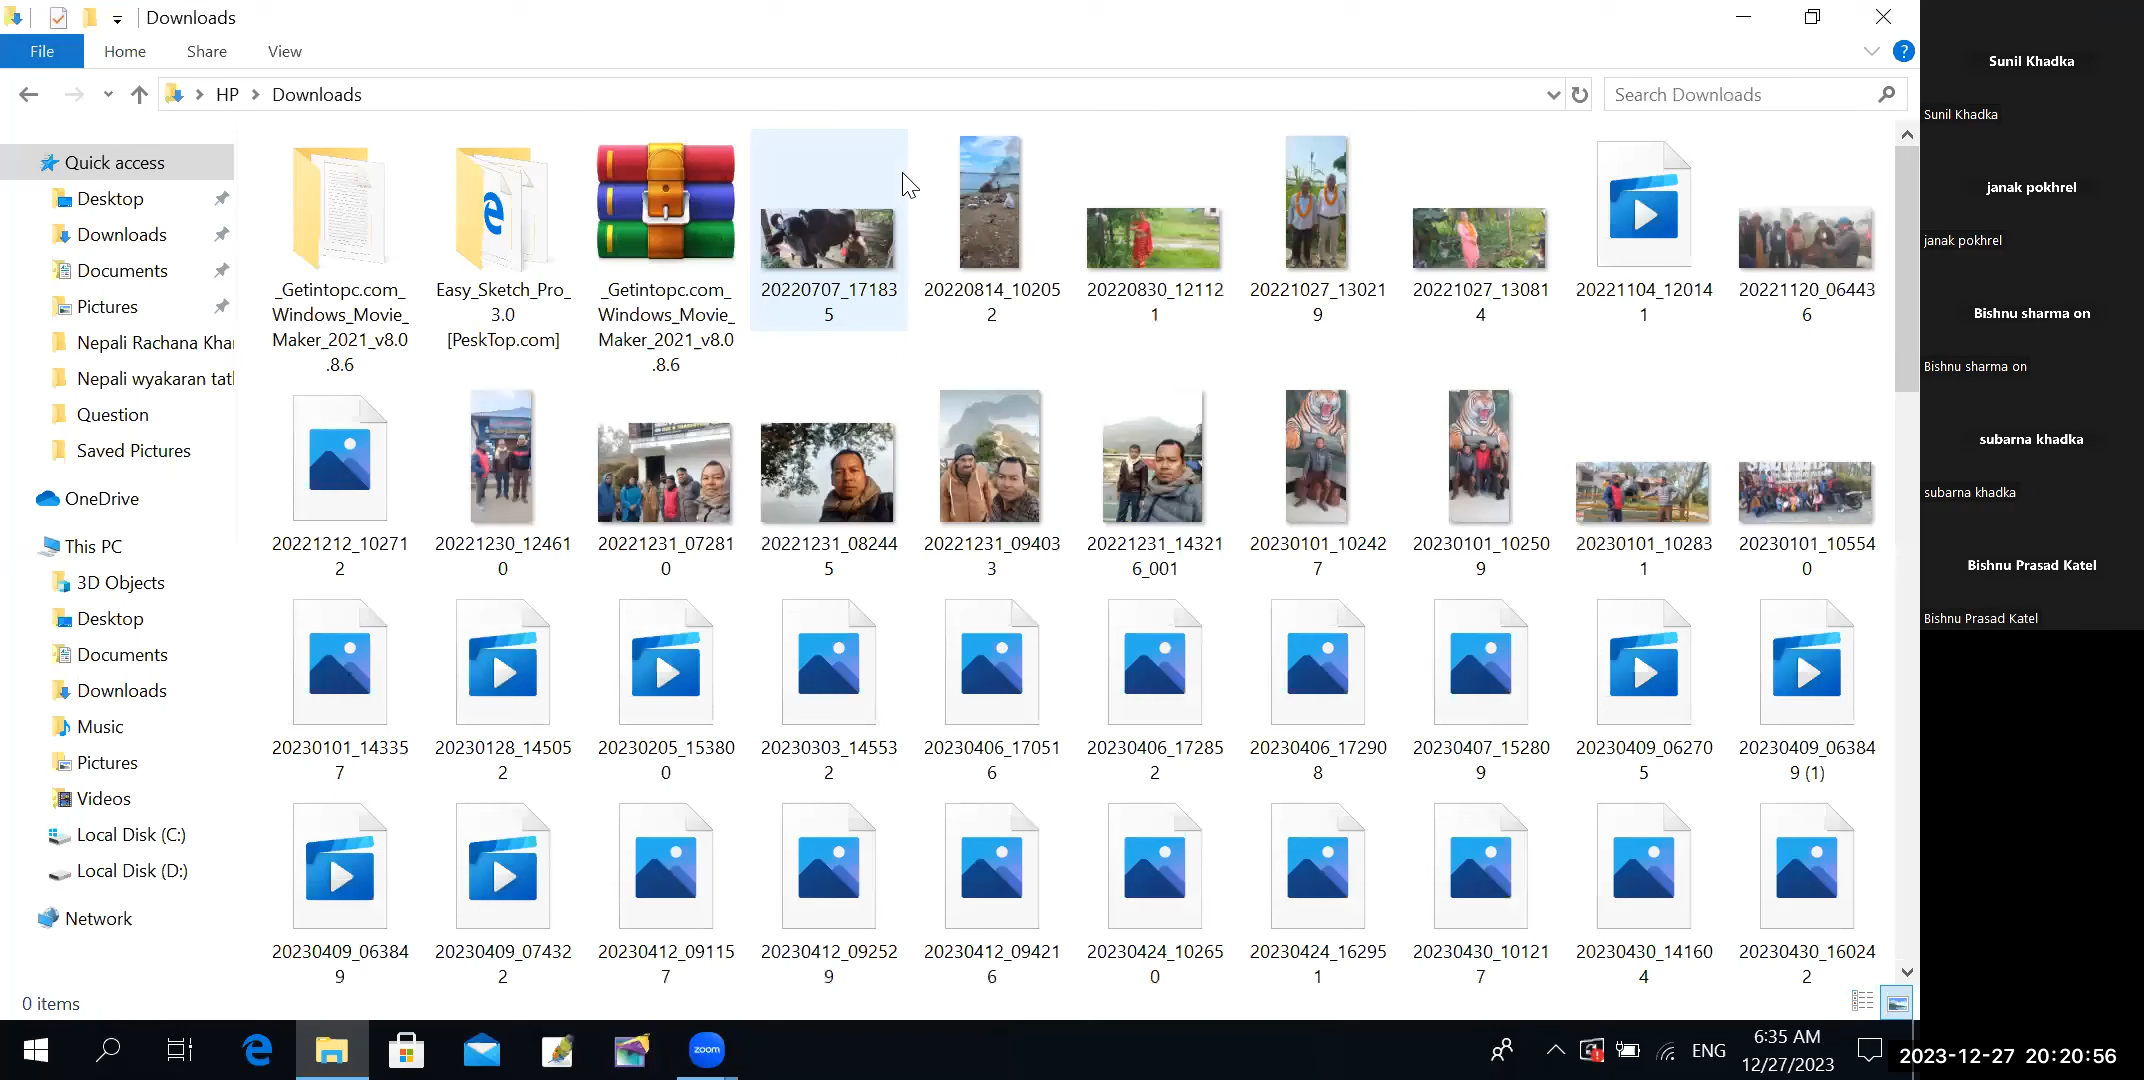 Downloads
File
Home
Share
View
HP
Downloads
Search Downloads
Quick access
Desktop
Downloads
Documents
Pictures
Nepali Rachana Khar
Nepali wyakaran tatl
Question
Saved Pictures
OneDrive
This PC
3D Objects
Desktop
Documents
Downloads
Music
Pictures
Videos
Local Disk (C:)
Local Disk (D:)
Network
_Getintopc.com_
Windows_Movie_
Maker_2021_v8.0
.8.6
Easy_Sketch_Pro_
3.0
[PeskTop.com]
_Getintopc.com_
Windows_Movie_
Maker_2021_v8.0
.8.6
20220707_17183
5
20220814_10205
2
20220830_12112
1
20221027_13021
9
20221027_13081
4
20221104_12014
1
20221120_06443
6
20221212_10271
2
20221230_12461
0
20221231_07281
0
20221231_08244
5
20221231_09403
3
20221231_14321
6_001
20230101_10242
7
20230101_10250
9
20230101_10283
1
20230101_10554
0
20230101_14335
7
20230128_14505
2
20230205_15380
0
20230303_14553
2
20230406_17051
6
20230406_17285
2
20230406_17290
8
20230407_15280
9
20230409_06270
5
20230409_06384
9 (1)
20230409_06384
9
20230409_07432
2
20230412_09115
7
20230412_09252
9
20230412_09421
6
20230424_10265
0
20230424_16295
1
20230430_10121
7
20230430_14160
4
20230430_16024
2
0 items
zoom
ENG
6:35 AM
12/27/2023
Sunil Khadka
Sunil Khadka
janak pokhrel
janak pokhrel
Bishnu sharma on
Bishnu sharma on
subarna khadka
subarna khadka
Bishnu Prasad Katel
Bishnu Prasad Katel
2023-12-27 20:20:56